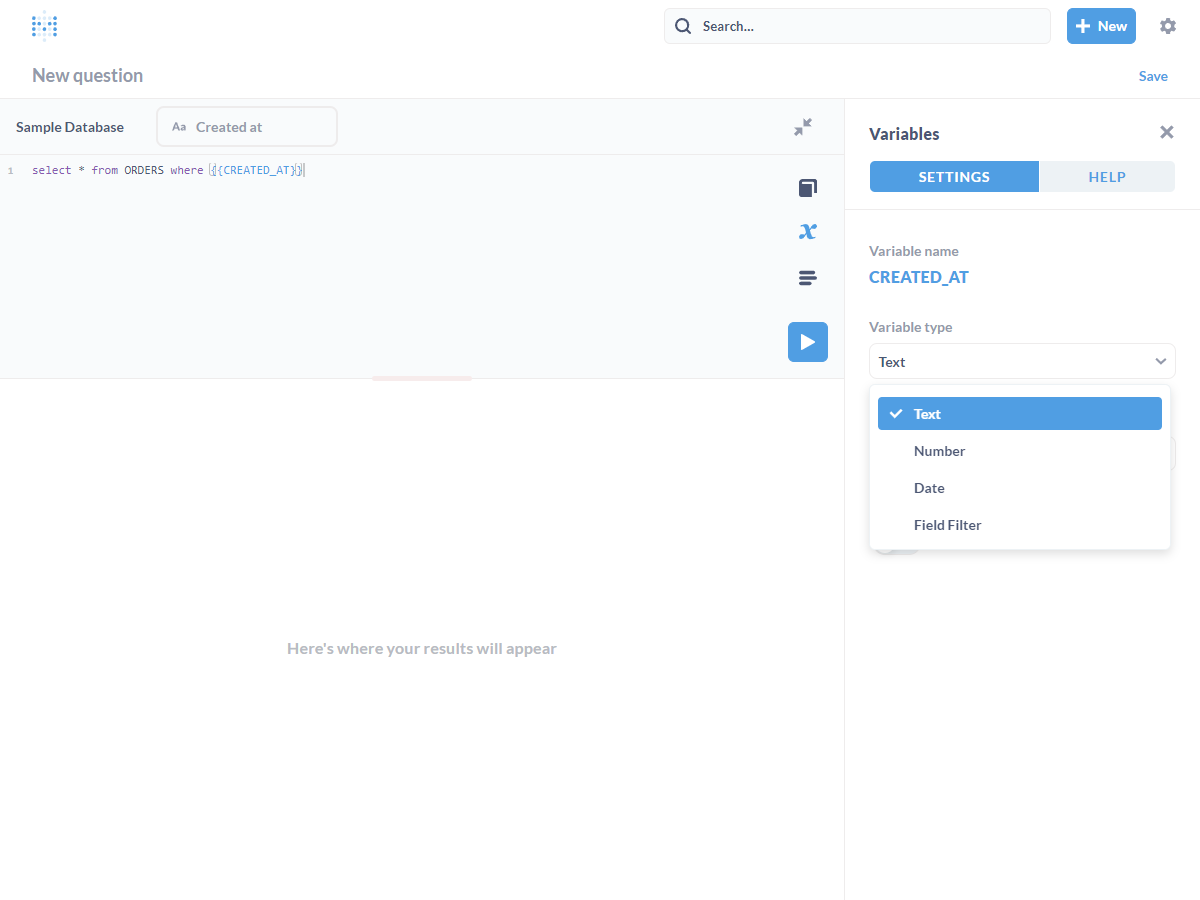 Search...
New
New question
Save
Sample Database
Aa Created at
1 select * from ORDERS where {{CREATED_AT}}
Variables
SETTINGS
HELP
Variable name
CREATED_AT
Variable type
Text
Text
Number
Date
Field Filter
Here's where your results will appear